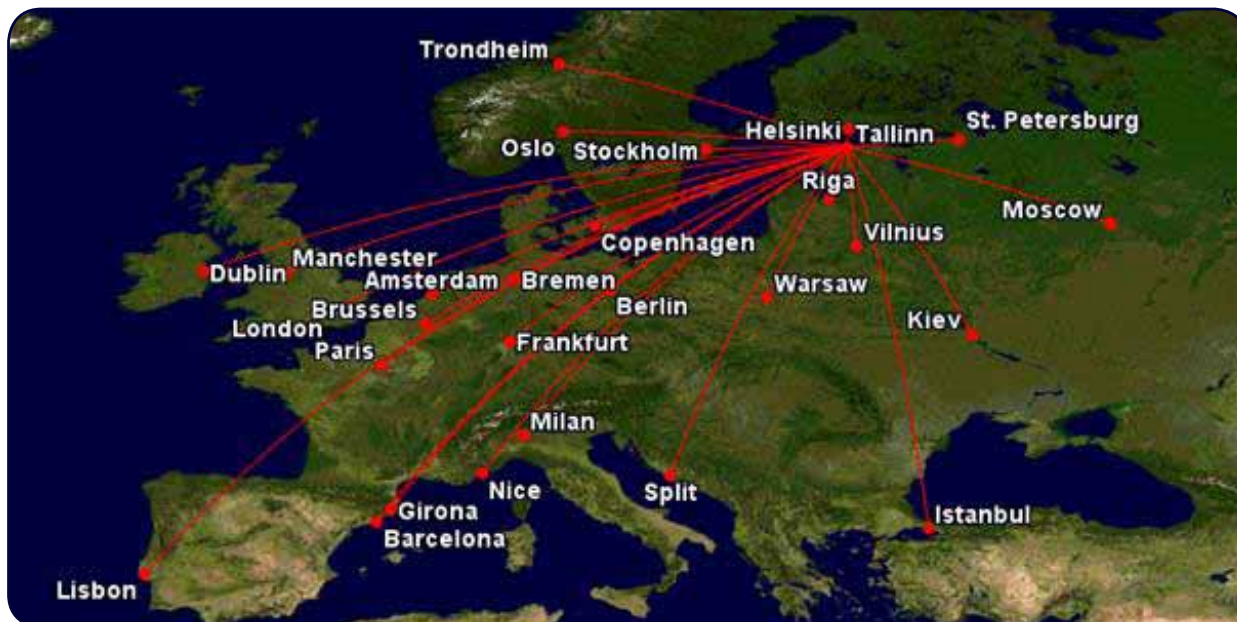 Trondheim
Helsinki
Tallinn
St. Petersburg
Oslo
Stockholm
Riga
Moscow
Vilnius
Copenhagen
Dublin
Manchester
Amsterdam
Bremen
Warsaw
Brussels
Berlin
London
Kiev
Paris
Frankfurt
Milan
Nice
Split
Girona
Istanbul
Barcelona
Lisbon